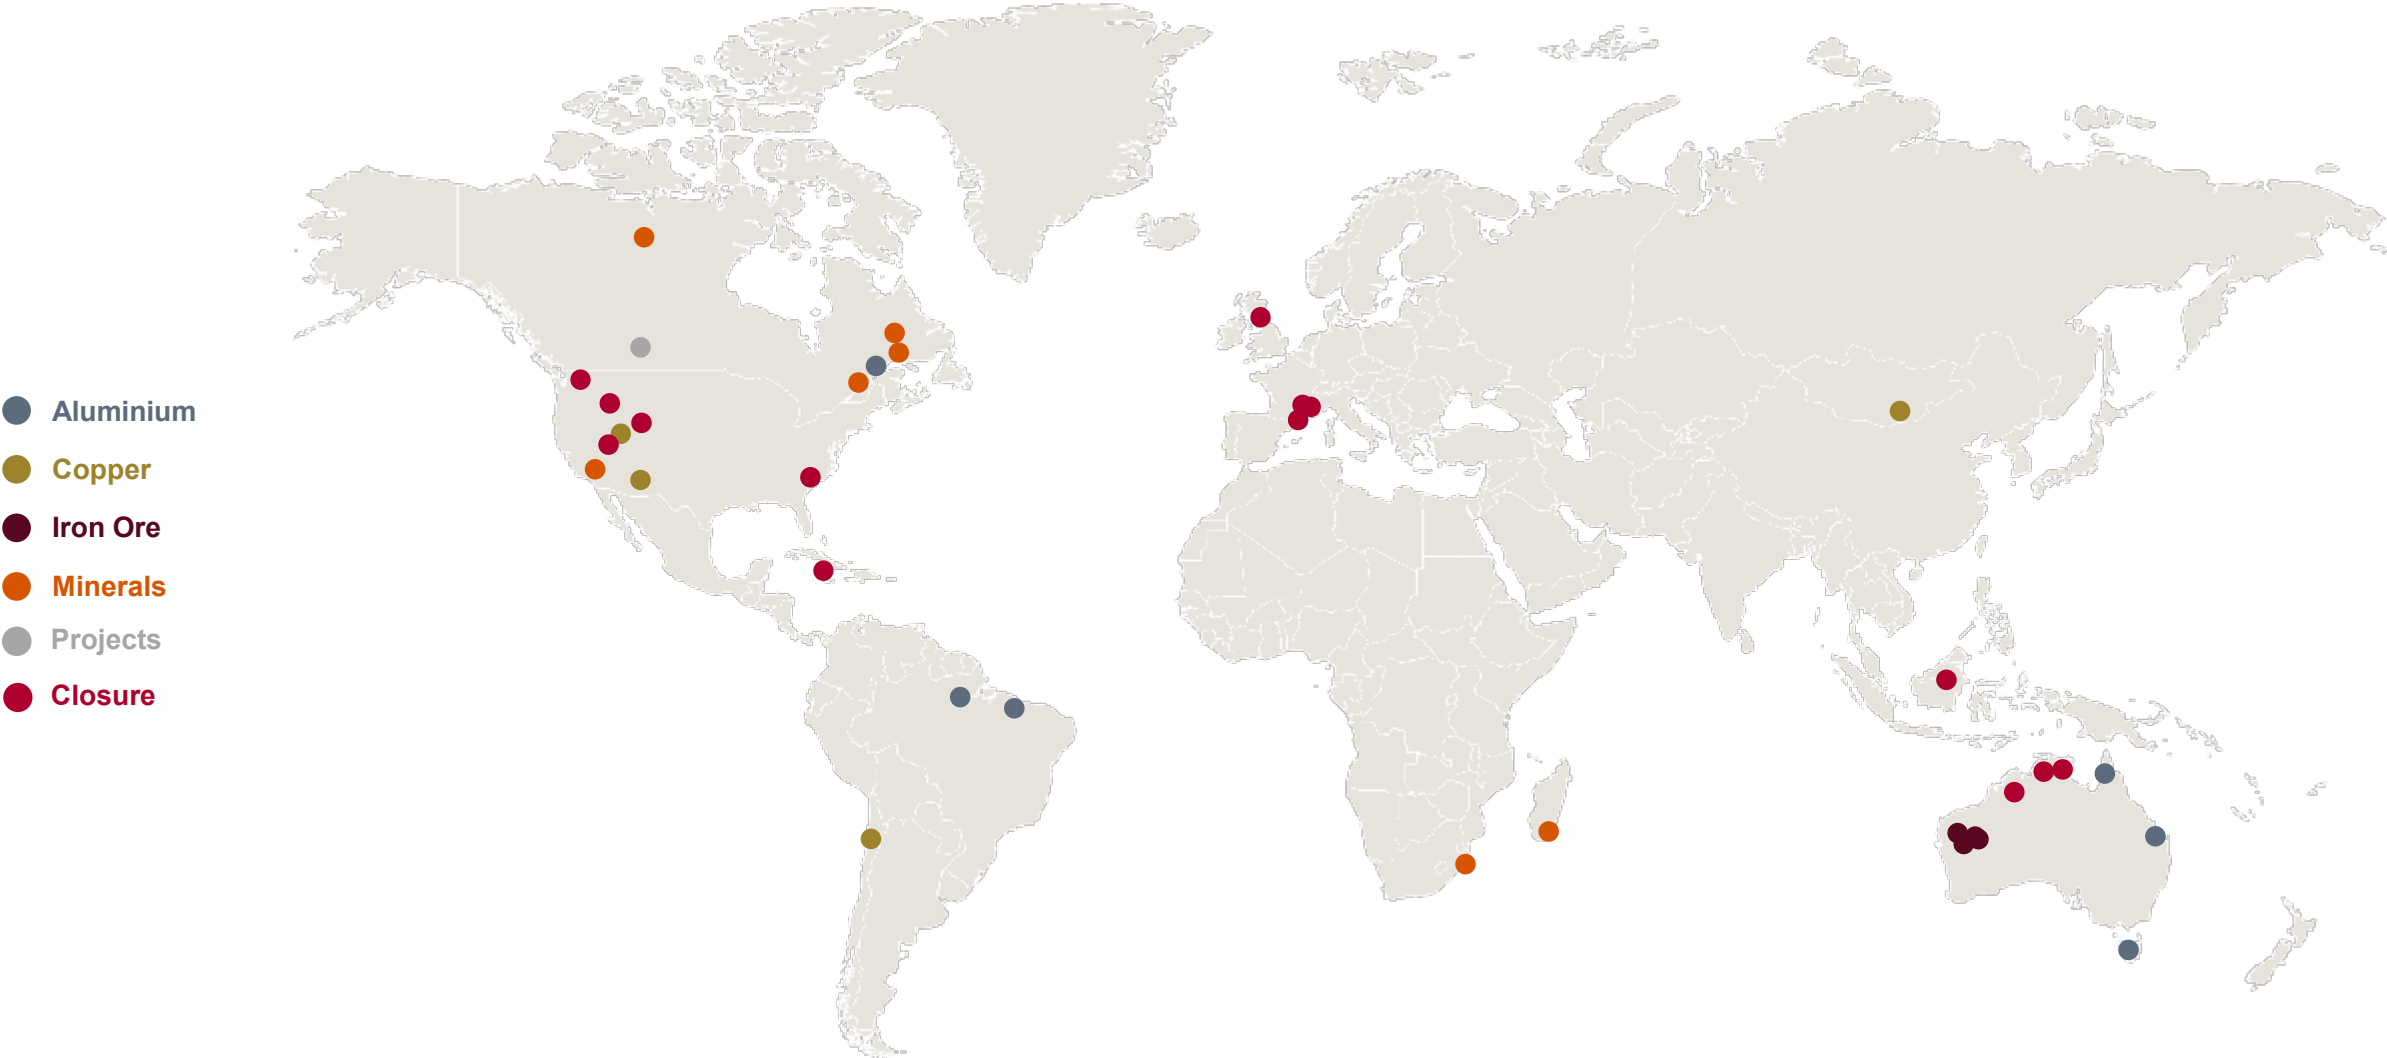 Aluminium
Copper
Iron Ore
Minerals
Projects
Closure